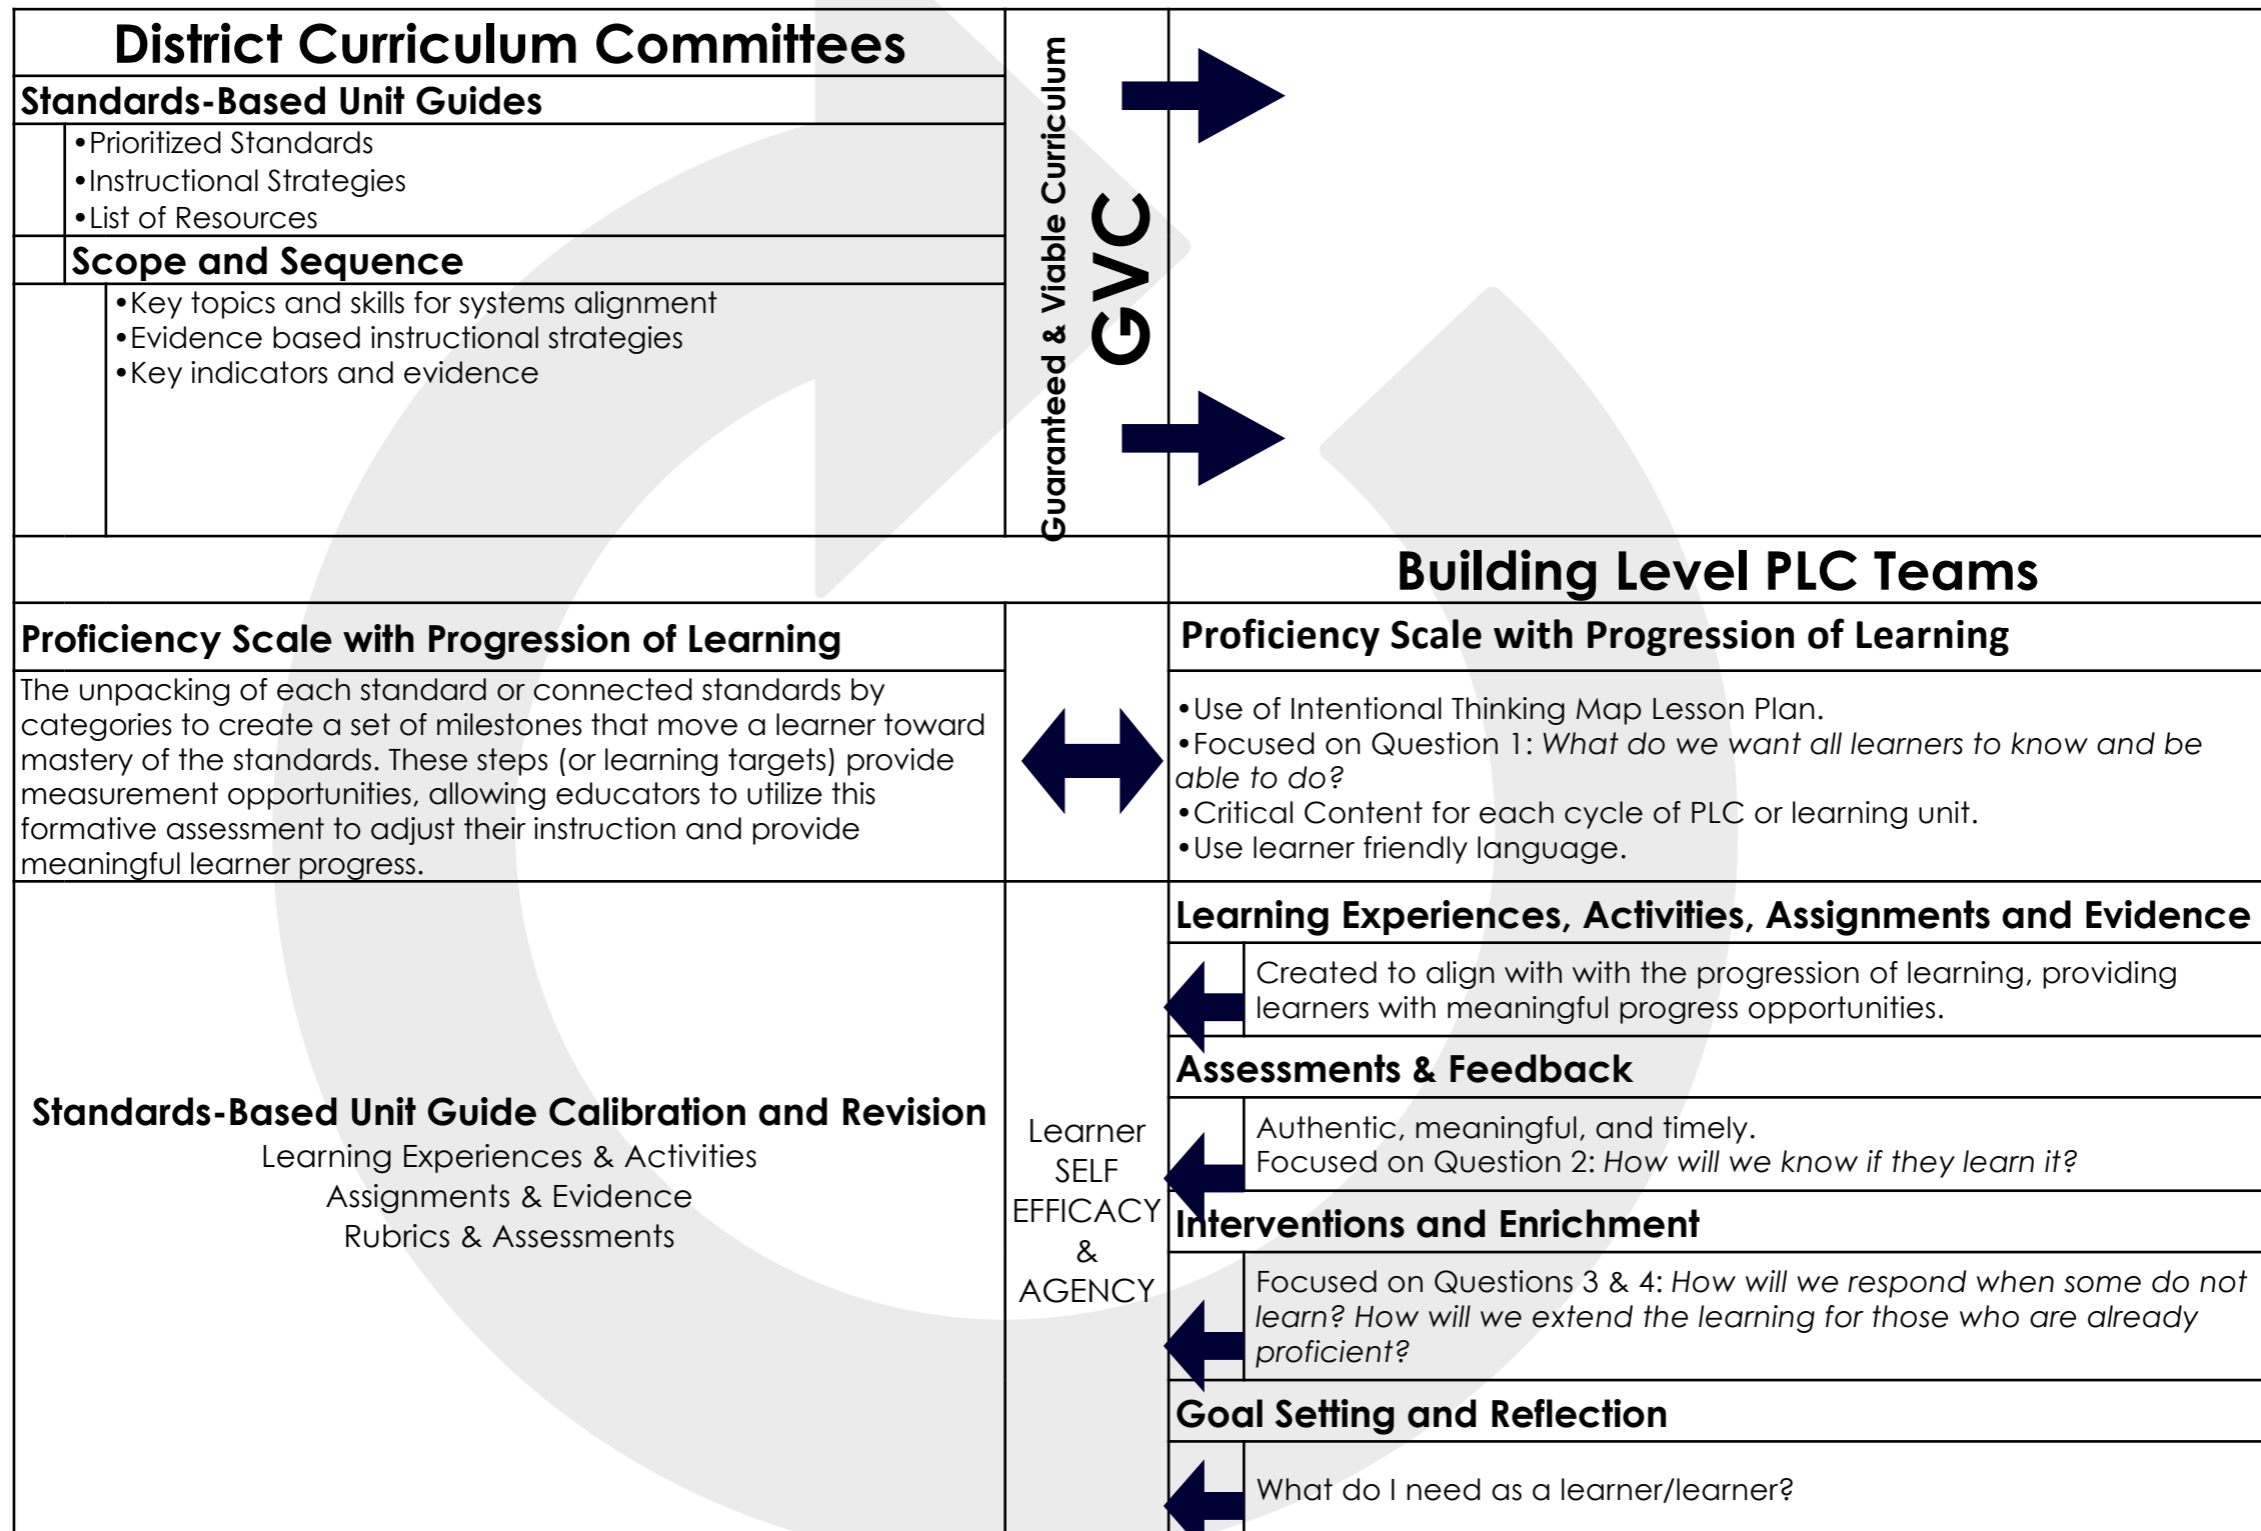 District Curriculum Committees
Standards-Based Unit Guides
•Prioritized Standards
•Instructional Strategies
•List of Resources
Scope and Sequence
•Key topics and skills for systems alignment
•Evidence based instructional strategies
•Key indicators and evidence
Guaranteed & Viable Curriculum
GVC
Building Level PLC Teams
Proficiency Scale with Progression of Learning
The unpacking of each standard or connected standards by
categories to create a set of milestones that move a learner toward
mastery of the standards. These steps (or learning targets) provide
measurement opportunities, allowing educators to utilize this
formative assessment to adjust their instruction and provide
meaningful learner progress.
Proficiency Scale with Progression of Learning
•Use of Intentional Thinking Map Lesson Plan.
•Focused on Question 1: What do we want all learners to know and be
able to do?
•Critical Content for each cycle of PLC or learning unit.
•Use learner friendly language.
Standards-Based Unit Guide Calibration and Revision
Learning Experiences & Activities
Assignments & Evidence
Rubrics & Assessments
Learner
SELF
EFFICACY
&
AGENCY
Learning Experiences, Activities, Assignments and Evidence
Created to align with with the progression of learning, providing
learners with meaningful progress opportunities.
Assessments & Feedback
Authentic, meaningful, and timely.
Focused on Question 2: How will we know if they learn it?
Interventions and Enrichment
Focused on Questions 3 & 4: How will we respond when some do not
learn? How will we extend the learning for those who are already
proficient?
Goal Setting and Reflection
What do I need as a learner/learner?